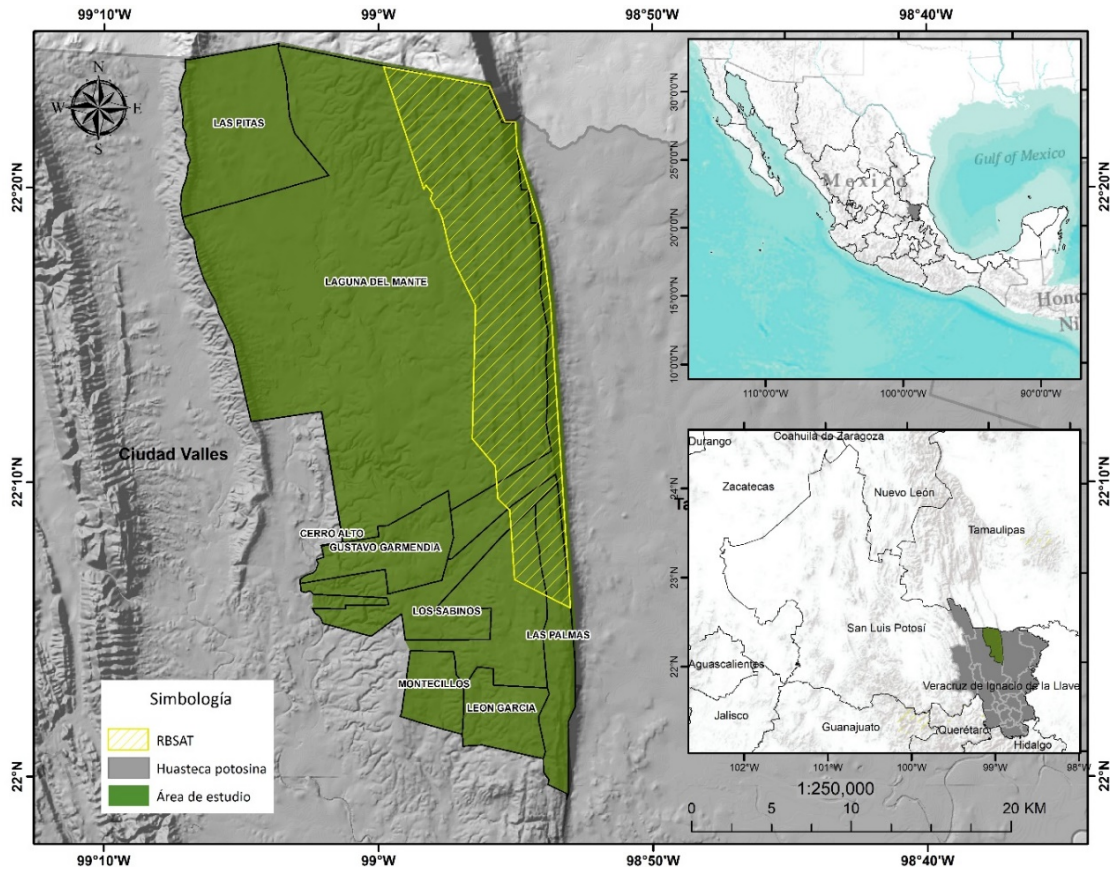 99°10'W
99°W
98°50'W
98°40'W
N
W
E
S
22°20'N
22°10'N
22°N
LAS PITAS
LAGUNA DEL MANTE
Ciudad Valles
CERRO ALTO
GUSTAVO GARMENDIA
LOS SABINOS
LAS PALMAS
MONTECILLOS
LEON GARCIA
Ta
Simbología
RBSAT
Huasteca potosina
Área de estudio
30°0'0"N
25°0'0"N
20°0'0"N
15°0'0"N
10°0'0"N
Mexico
Gulf of Mexico
Hond
Ni
110°0'0"W
100°0'0"W
90°0'0"W
22°20'N
22°10'N
22°N
Durango
Coahuila de Zaragoza
Zacatecas
Nuevo León
Tamaulipas
San Luis Potosí
Aguascalientes
Veracruz de Ignacio de la Llave
Jalisco
Guanajuato
Querétaro
Hidalgo
24°N
23°N
22°N
102°W
101°W
100°W
99°W
98°W
1:250,000
0
5
10
20 KM
99°10'W
99°W
98°50'W
98°40'W